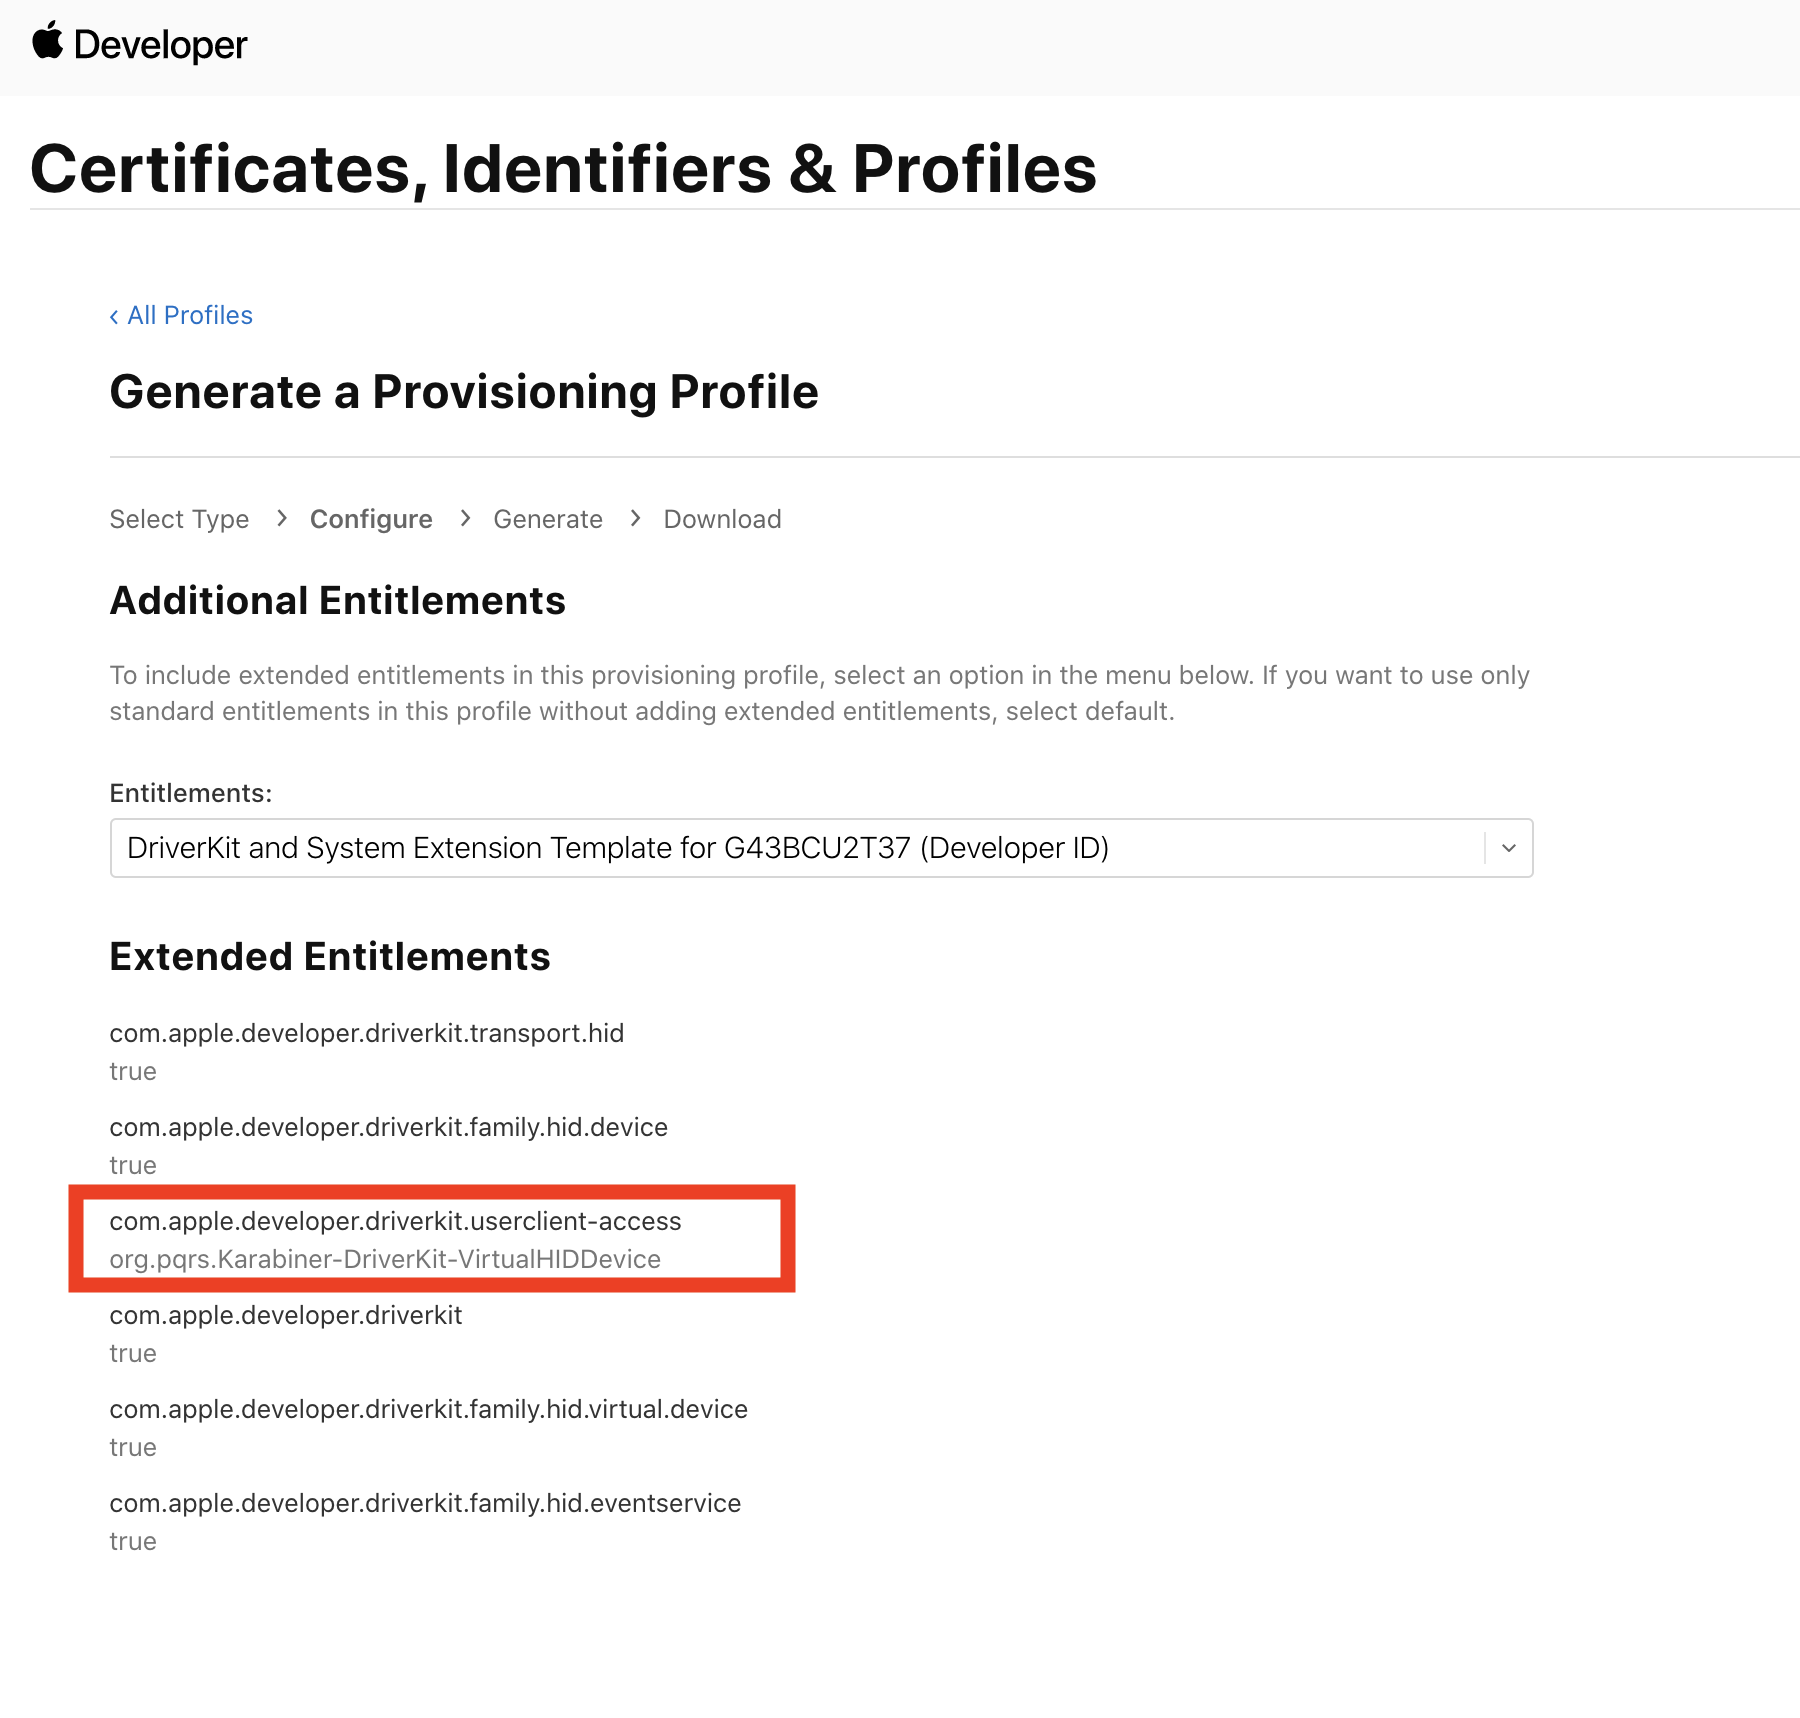 Developer
Certificates, Identifiers & Profiles
‹ All Profiles
Generate a Provisioning Profile
Select Type > Configure > Generate > Download
Additional Entitlements
To include extended entitlements in this provisioning profile, select an option in the menu below. If you want to use only
standard entitlements in this profile without adding extended entitlements, select default.
Entitlements:
DriverKit and System Extension Template for G43BCU2T37 (Developer ID)
Extended Entitlements
com.apple.developer.driverkit.transport.hid
true
com.apple.developer.driverkit.family.hid.device
true
com.apple.developer.driverkit.userclient-access
org.pqrs.Karabiner-DriverKit-VirtualHIDDevice
com.apple.developer.driverkit
true
com.apple.developer.driverkit.family.hid.virtual.device
true
com.apple.developer.driverkit.family.hid.eventservice
true